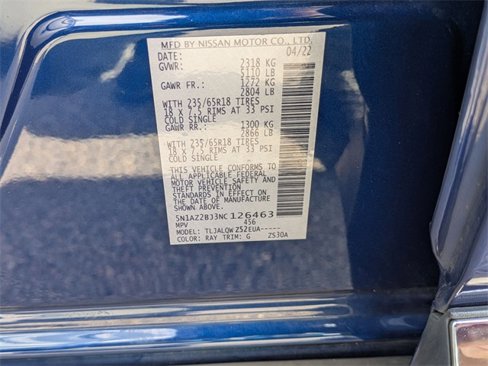 MFD BY NISSAN MOTOR CO., LTD.
DATE: 04/22
GVWR: 2318 KG
5110 LB
GAWR FR.: 1272 KG
2804 LB
WITH 235/65R18 TIRES
18 X 7.5 RIMS AT 33 PSI
COLD SINGLE
GAWR RR.: 1300 KG
2866 LB
WITH 235/65R18 TIRES
18 X 7.5 RIMS AT 33 PSI
COLD SINGLE
THIS VEHICLE CONFORMS TO
ALL APPLICABLE FEDERAL
MOTOR VEHICLE SAFETY AND
THEFT PREVENTION
STANDARDS IN EFFECT ON
THE DATE OF MANUFACTURE
SHOWN ABOVE.
5N1AZ2BJ3NC126463
MPV 456
MODEL: TLJALQWZ52EUA-----
COLOR: RAY TRIM: G ZS30A